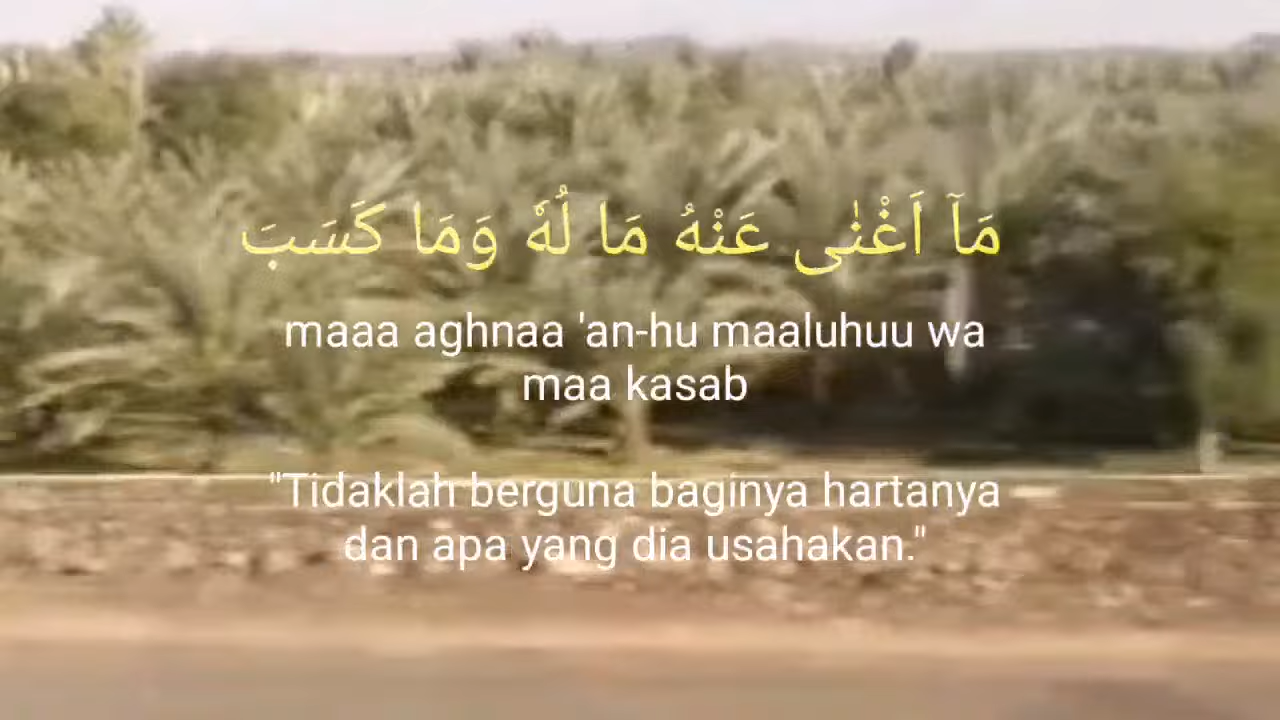 مَآ اَغْنٰى عَنْهُ مَا لُهٗ وَمَا كَسَبَ
maaa aghnaa 'an-hu maaluhuu wa
maa kasab
"Tidaklah berguna baginya hartanya
dan apa yang dia usahakan."